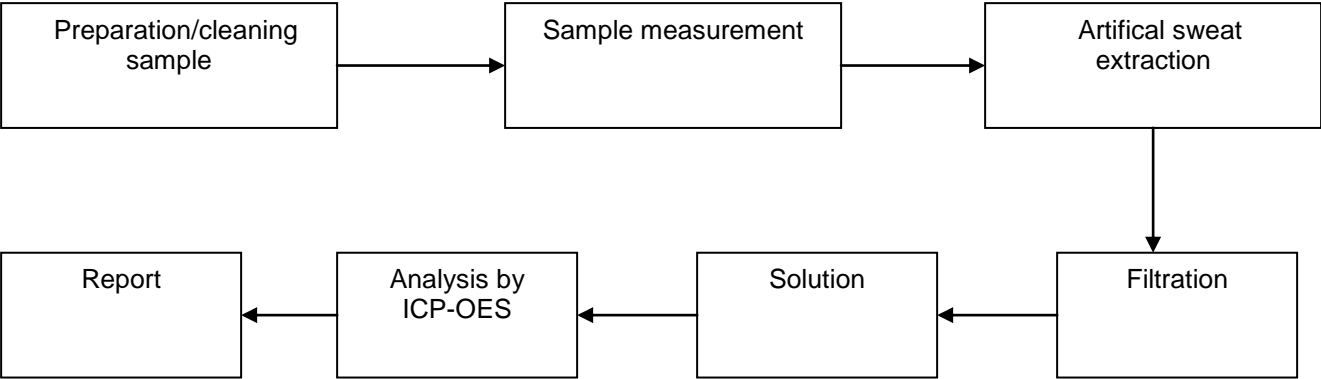 Preparation/cleaning
sample
Sample measurement
Artifical sweat
extraction
Filtration
Solution
Analysis by
ICP-OES
Report